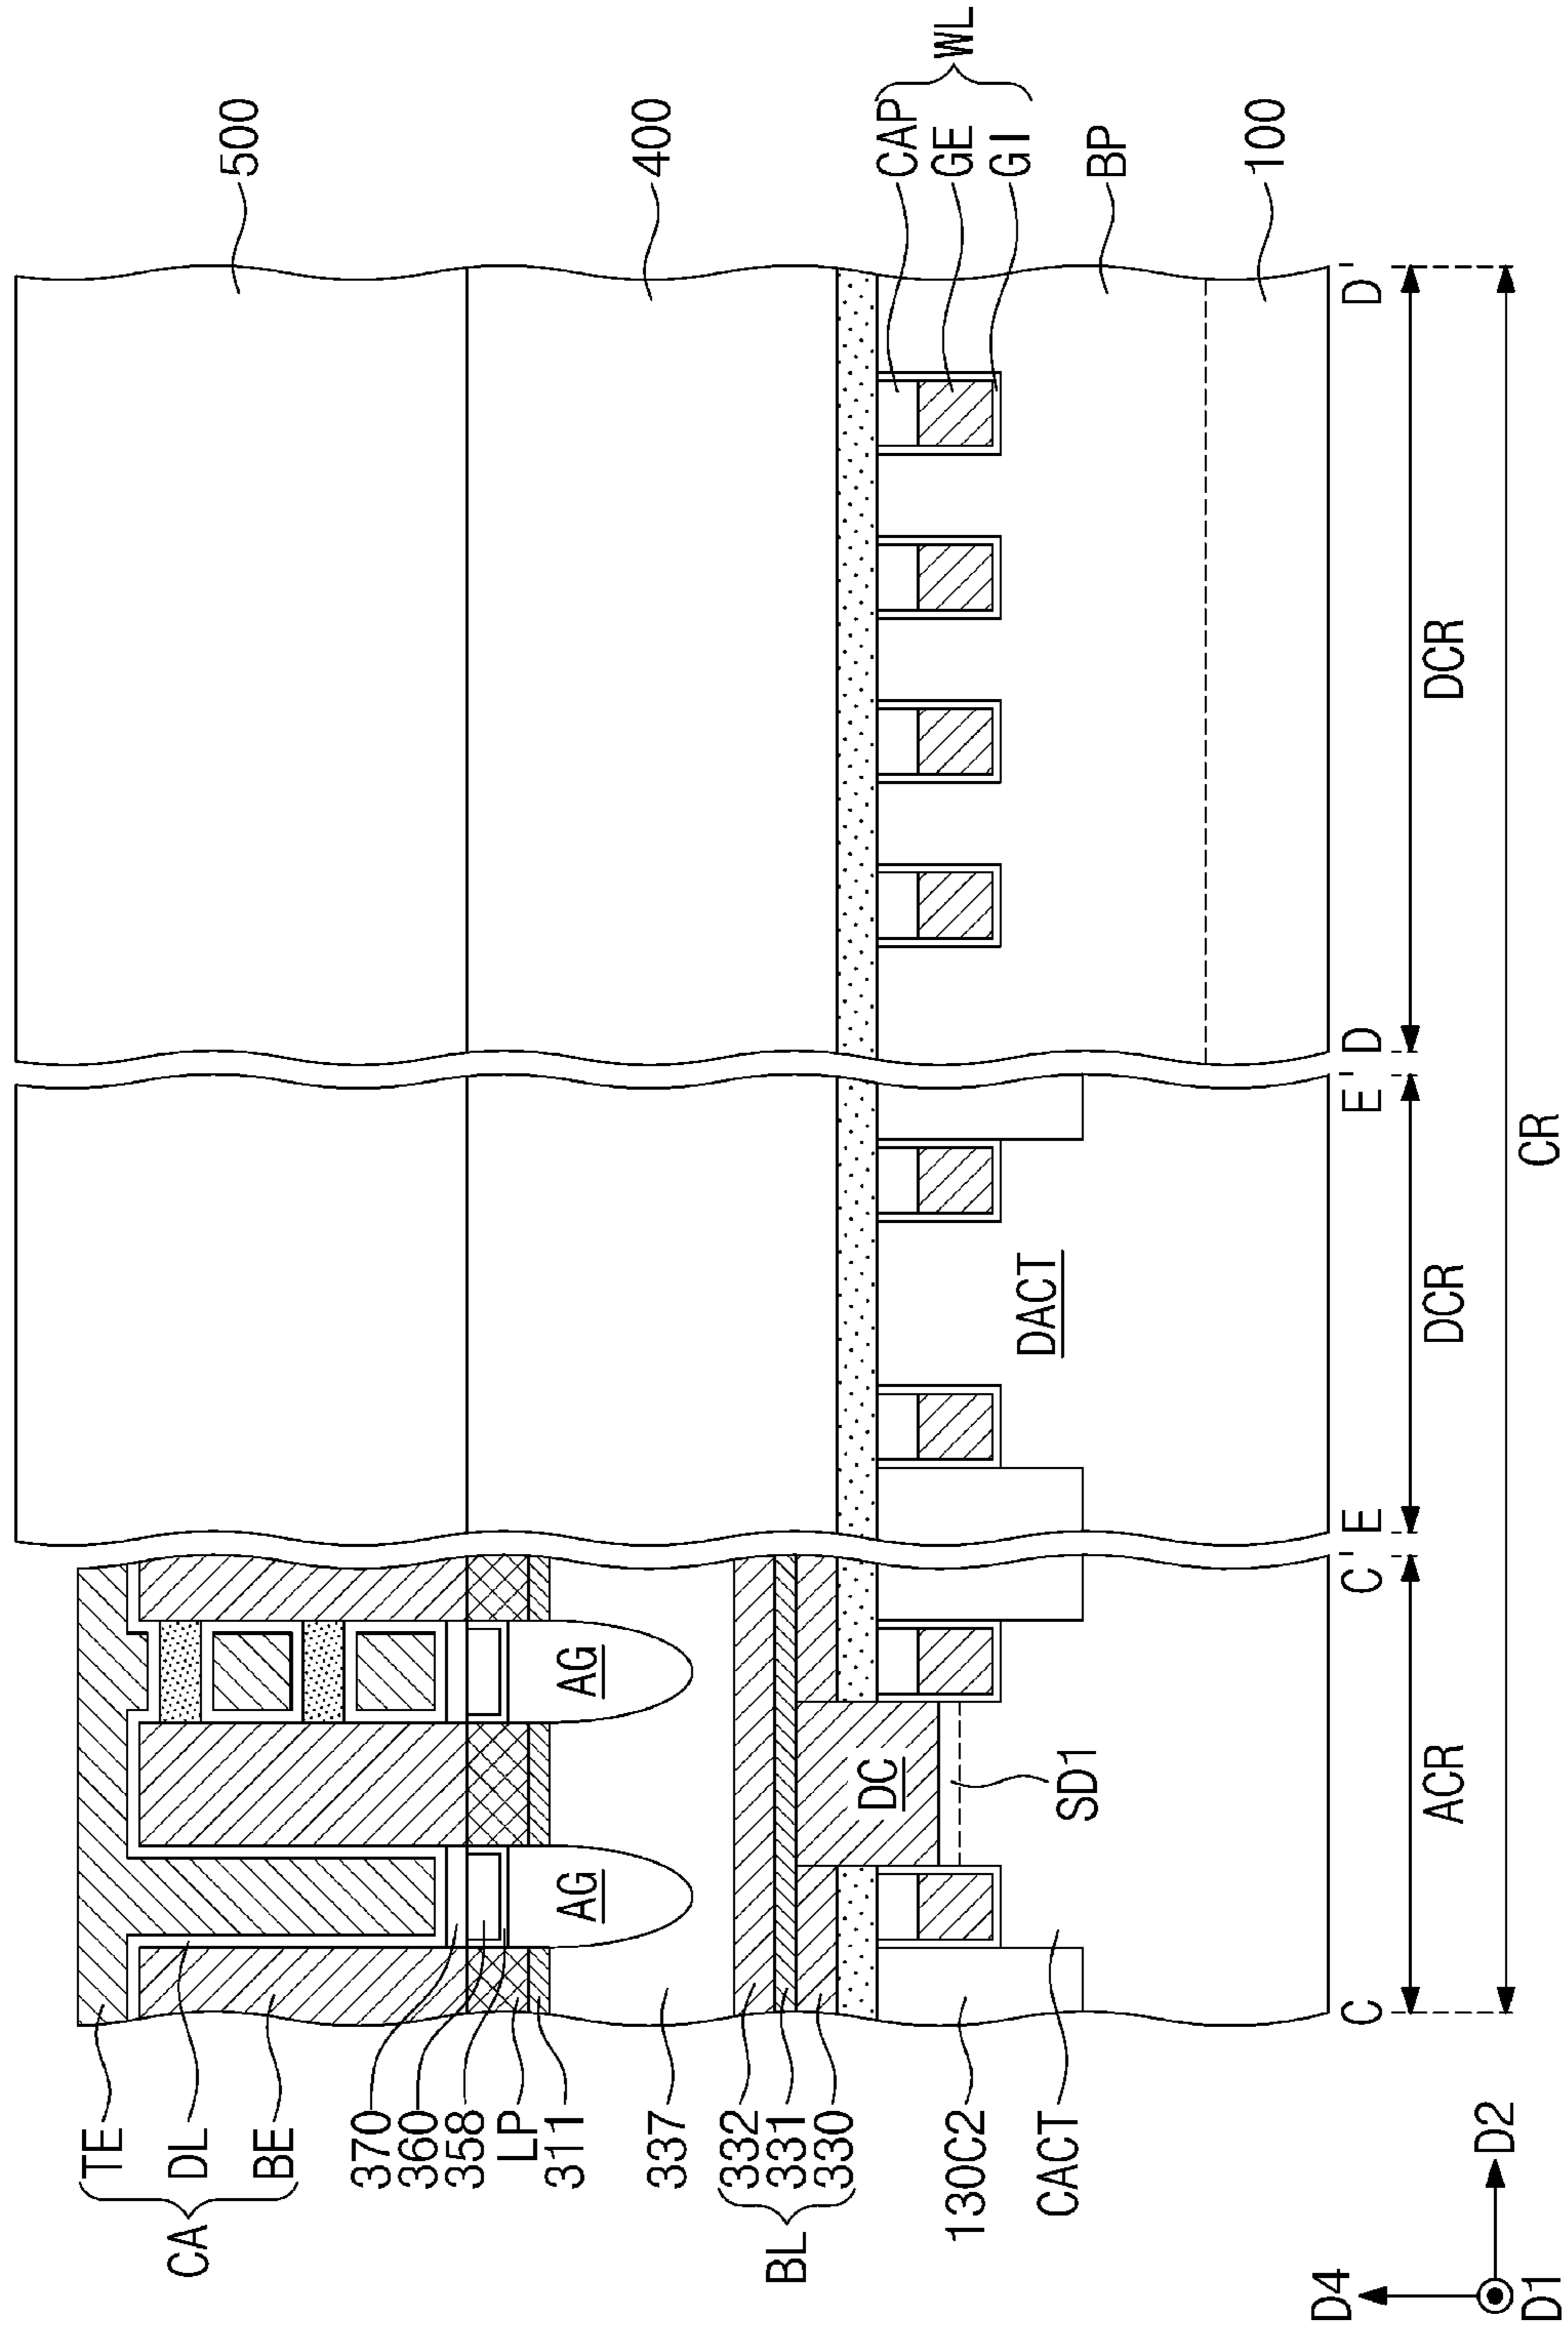 500
400
CAP
GE
GI
WL
BP
100
TE
DL
BE
CA
370
360
358
LP
311
337
332
331
330
BL
130C2
CACT
AG
AG
DC
SD1
DACT
C
C'
E
E'
D
D'
ACR
DCR
DCR
CR
D4
D2
D1